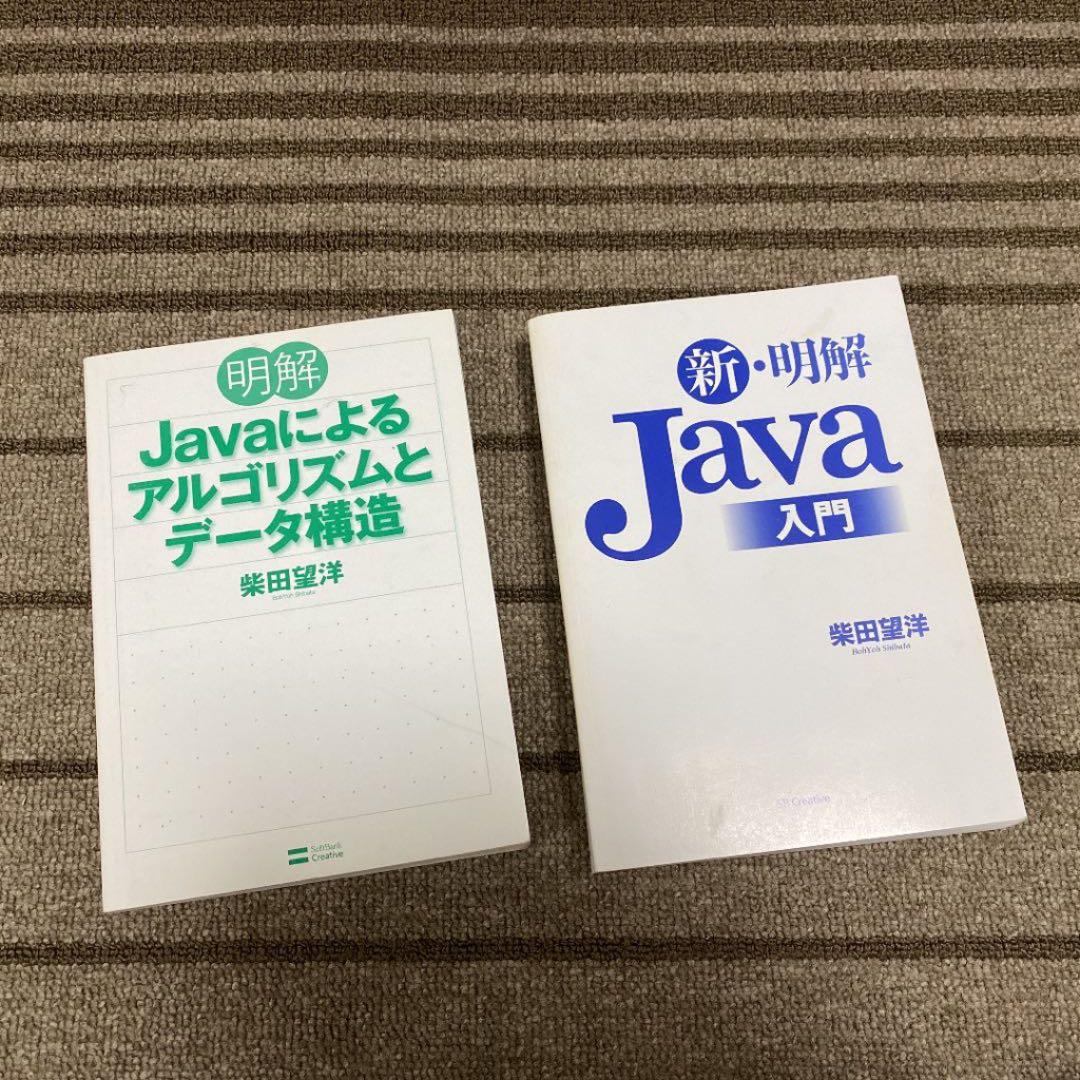 明解
Javaによる
アルゴリズムと
データ構造
柴田望洋
BohYoh Shibata
SoftBank
Creative
新・明解
Java
入門
柴田望洋
BohYoh Shibata
SB Creative